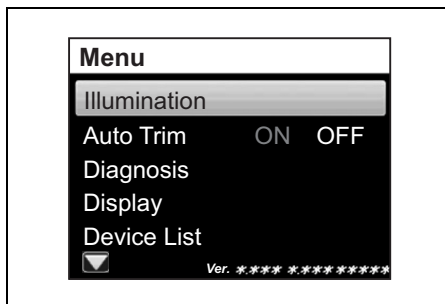 Menu
Illumination
Auto Trim ON OFF
Diagnosis
Display
Device List
Ver. *.*** *.*** *****